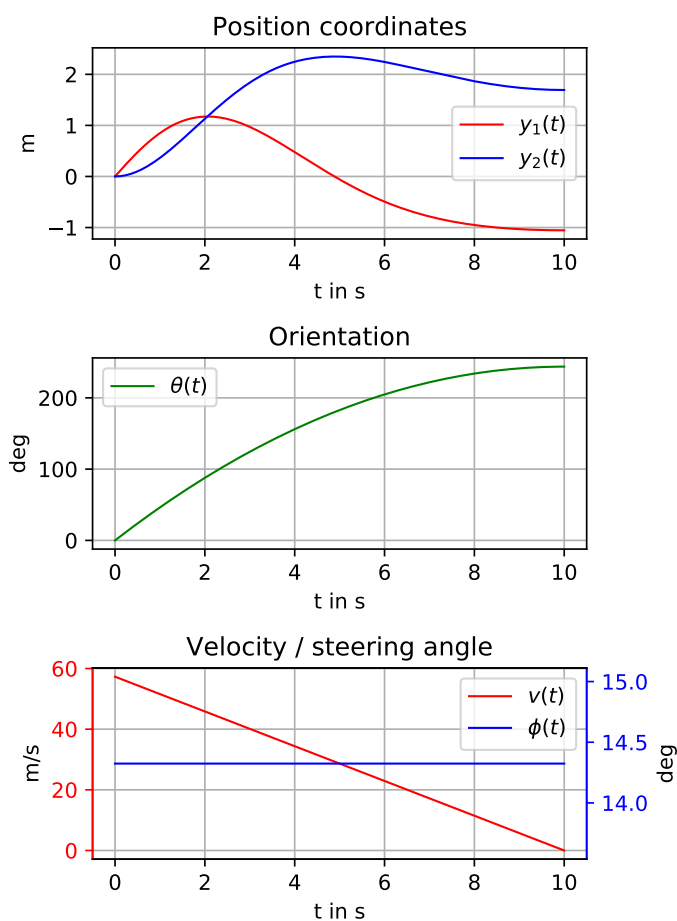 Position coordinates
2
1
0
−1
m
y₁(t)
y₂(t)
0 2 4 6 8 10
t in s
Orientation
200
100
0
deg
θ(t)
0 2 4 6 8 10
t in s
Velocity / steering angle
60
40
20
0
m/s
v(t)
ϕ(t)
15.0
14.5
14.0
deg
0 2 4 6 8 10
t in s